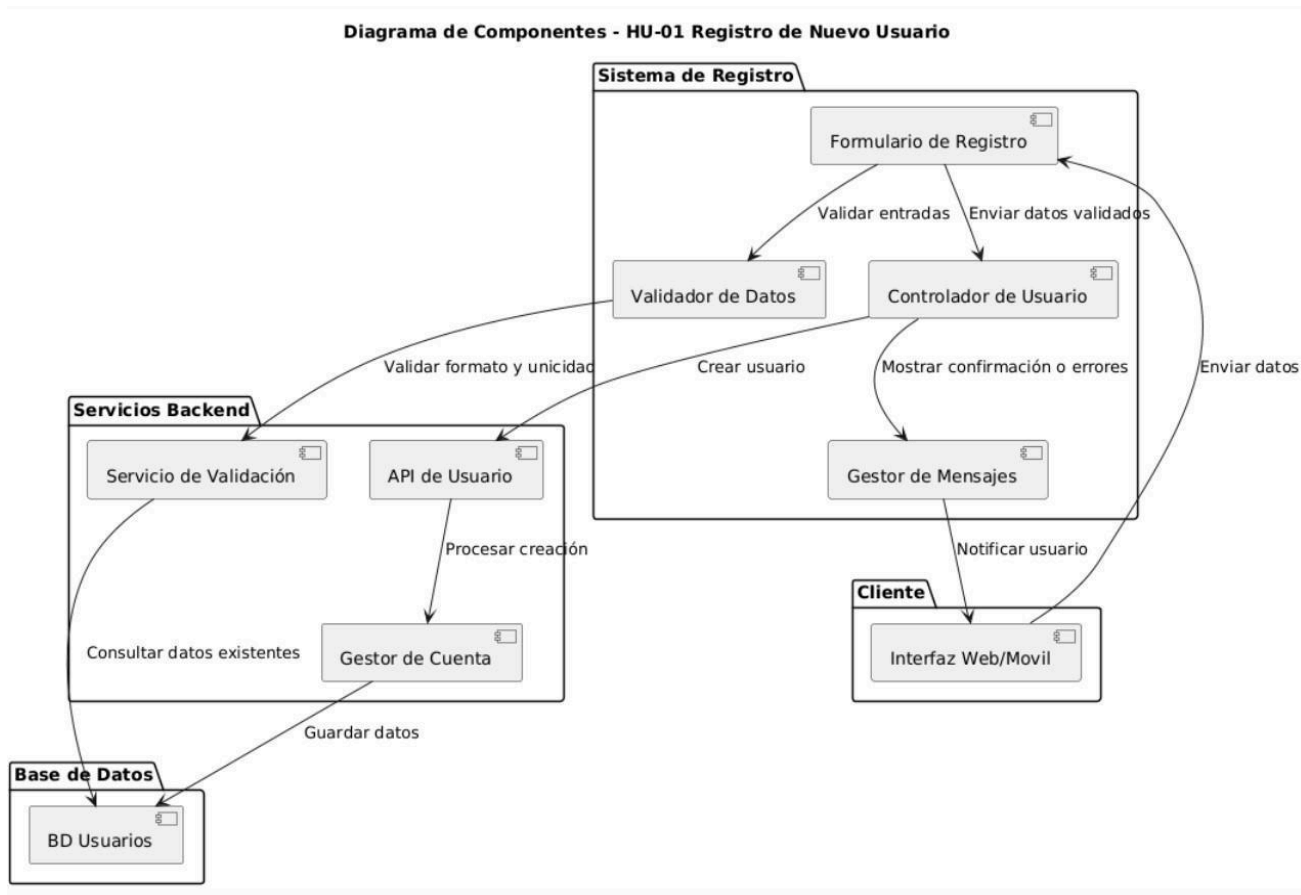 Diagrama de Componentes - HU-01 Registro de Nuevo Usuario
Sistema de Registro
Formulario de Registro
Validar entradas
Enviar datos validados
Validador de Datos
Controlador de Usuario
Validar formato y unicidad
Crear usuario
Mostrar confirmación o errores
Enviar datos
Servicios Backend
Servicio de Validación
API de Usuario
Gestor de Mensajes
Procesar creación
Notificar usuario
Cliente
Consultar datos existentes
Gestor de Cuenta
Interfaz Web/Movil
Guardar datos
Base de Datos
BD Usuarios